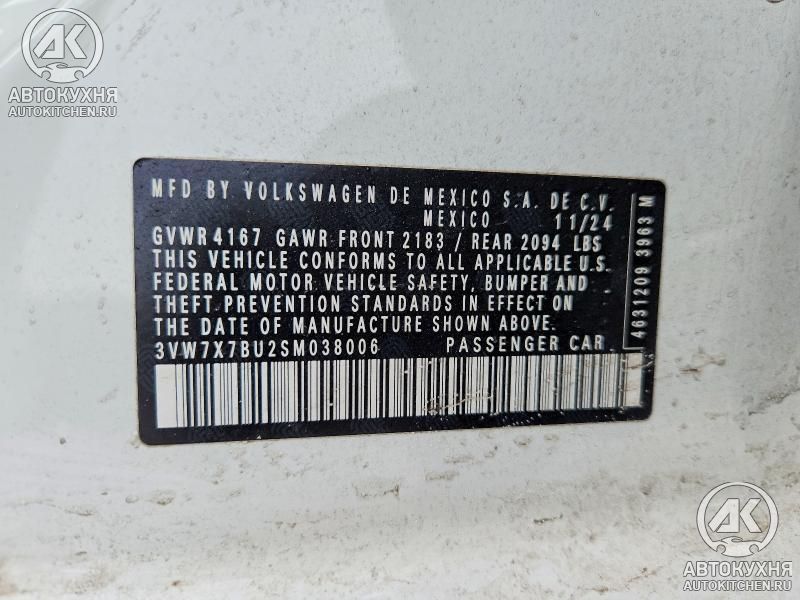 АК
АВТОКУХНЯ
AUTOKITCHEN.RU
MFD BY VOLKSWAGEN DE MEXICO S.A. DE C.V.
MEXICO 11/24
GVWR 4167 GAWR FRONT 2183 / REAR 2094 LBS
THIS VEHICLE CONFORMS TO ALL APPLICABLE U.S.
FEDERAL MOTOR VEHICLE SAFETY, BUMPER AND
THEFT PREVENTION STANDARDS IN EFFECT ON
THE DATE OF MANUFACTURE SHOWN ABOVE.
3VW7X7BU2SM038006 PASSENGER CAR
4631209 3963 M
АК
АВТОКУХНЯ
AUTOKITCHEN.RU